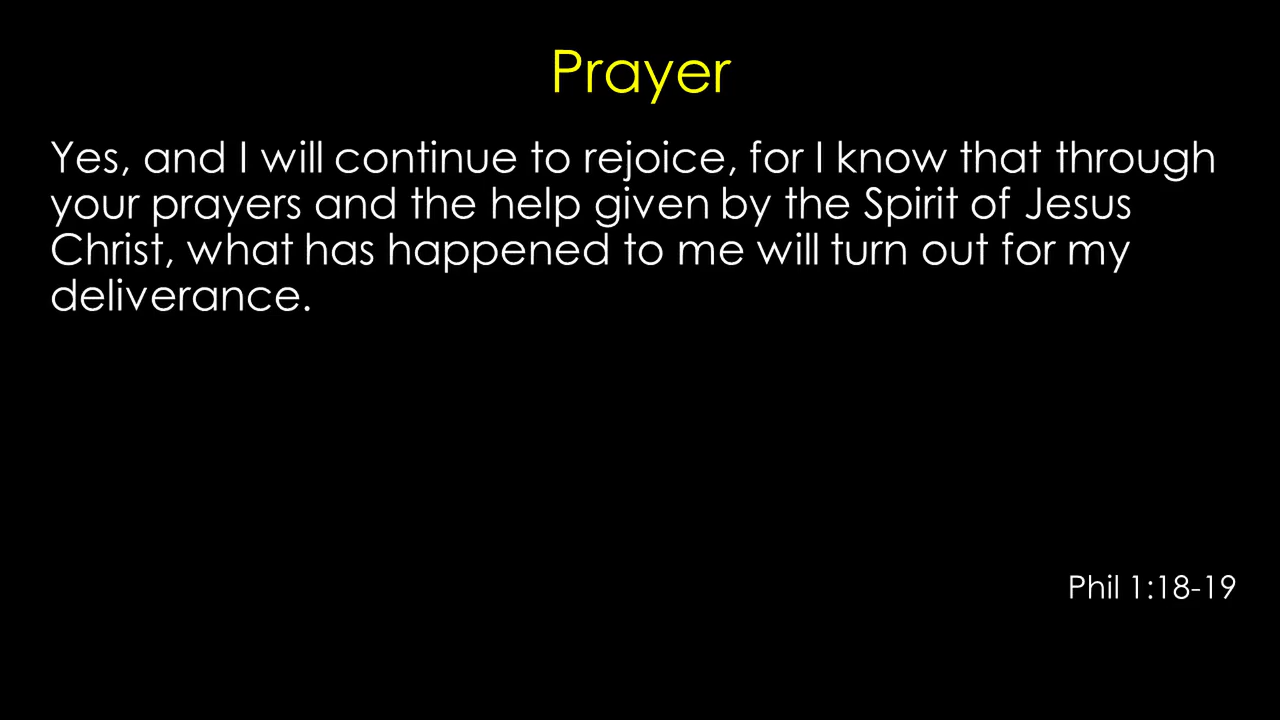 Prayer
Yes, and I will continue to rejoice, for I know that through
your prayers and the help given by the Spirit of Jesus
Christ, what has happened to me will turn out for my
deliverance.
Phil 1:18-19